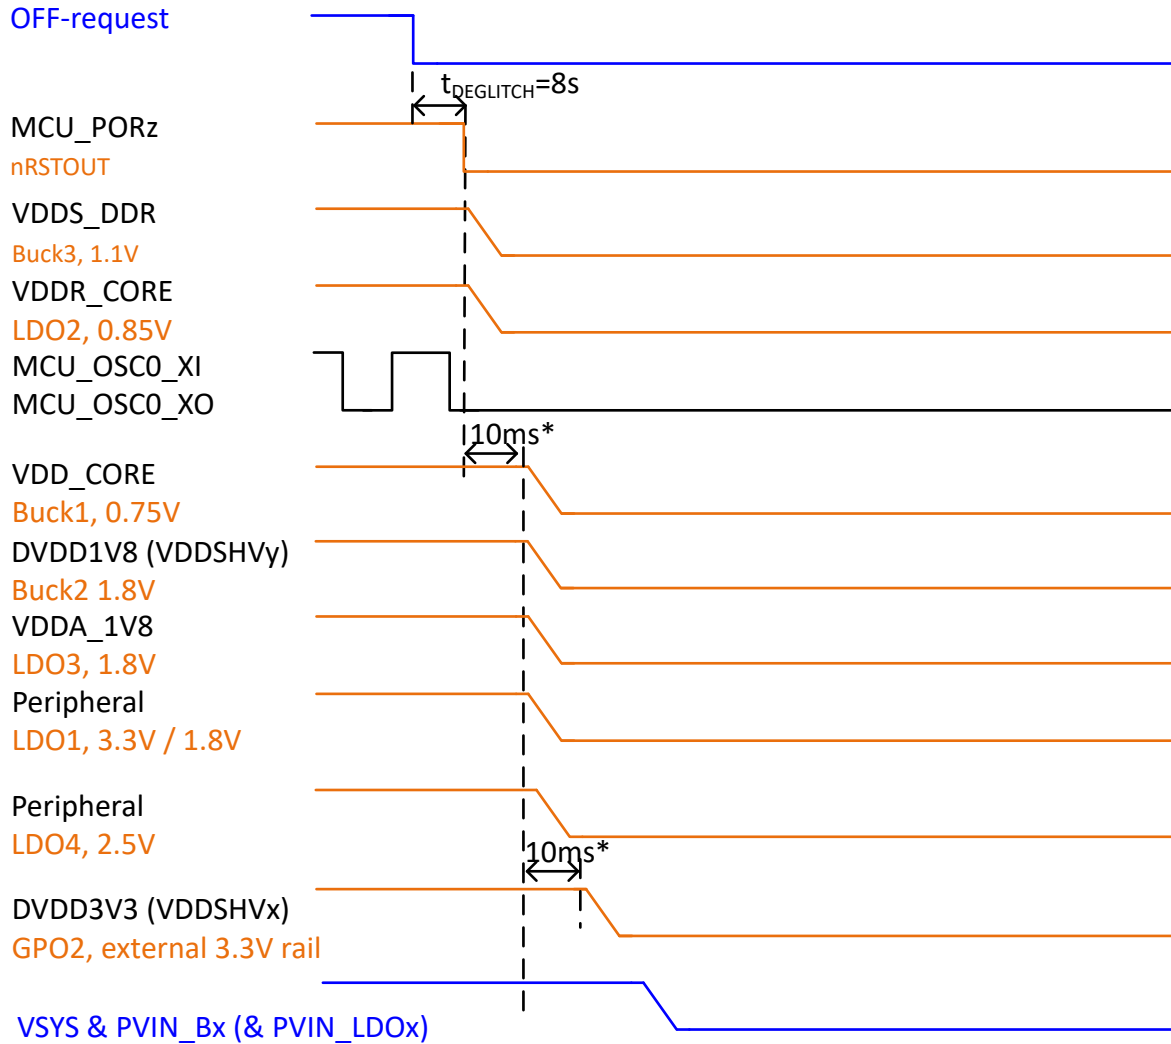 OFF-request
tDEGLITCH=8s
MCU_PORz
nRSTOUT
VDDS_DDR
Buck3, 1.1V
VDDR_CORE
LDO2, 0.85V
MCU_OSC0_XI
MCU_OSC0_XO
10ms*
VDD_CORE
Buck1, 0.75V
DVDD1V8 (VDDSHVy)
Buck2 1.8V
VDDA_1V8
LDO3, 1.8V
Peripheral
LDO1, 3.3V / 1.8V
Peripheral
LDO4, 2.5V
10ms*
DVDD3V3 (VDDSHVx)
GPO2, external 3.3V rail
VSYS & PVIN_Bx (& PVIN_LDOx)